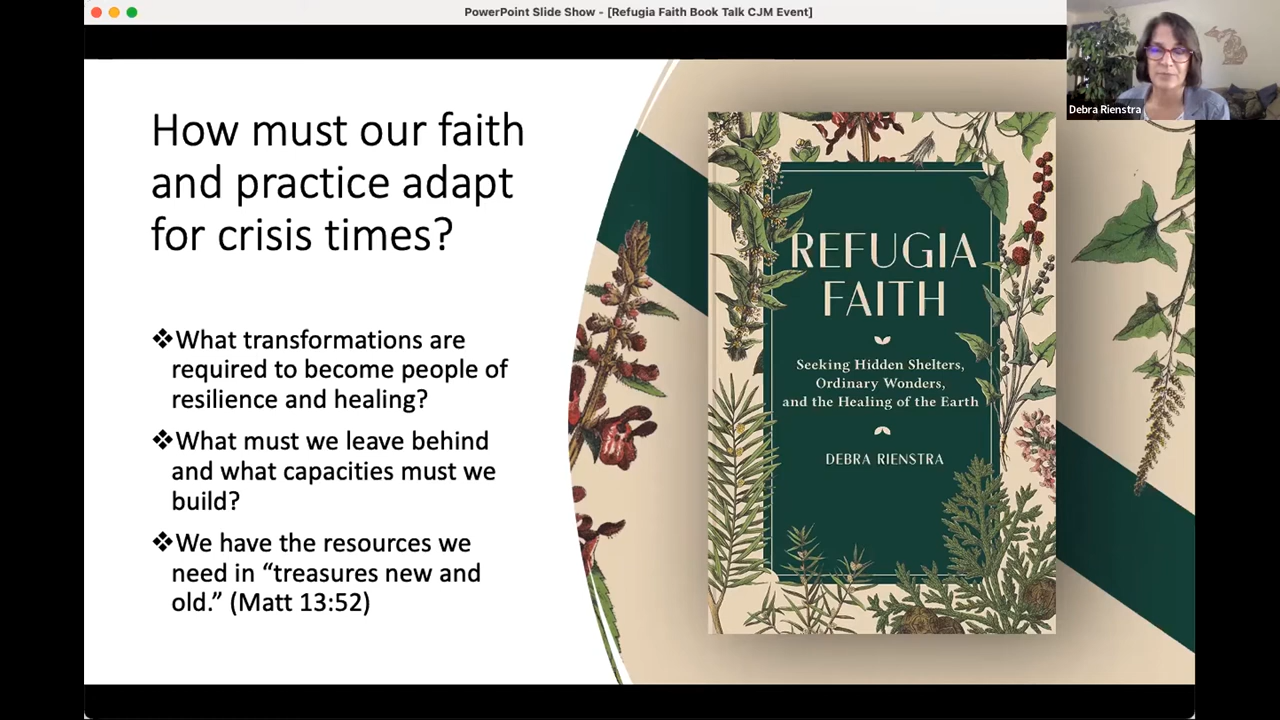 PowerPoint Slide Show - [Refugia Faith Book Talk CJM Event]
Debra Rienstra
How must our faith
and practice adapt
for crisis times?
❖What transformations are
required to become people of
resilience and healing?
❖What must we leave behind
and what capacities must we
build?
❖We have the resources we
need in “treasures new and
old.” (Matt 13:52)
REFUGIA
FAITH
Seeking Hidden Shelters,
Ordinary Wonders,
and the Healing of the Earth
DEBRA RIENSTRA